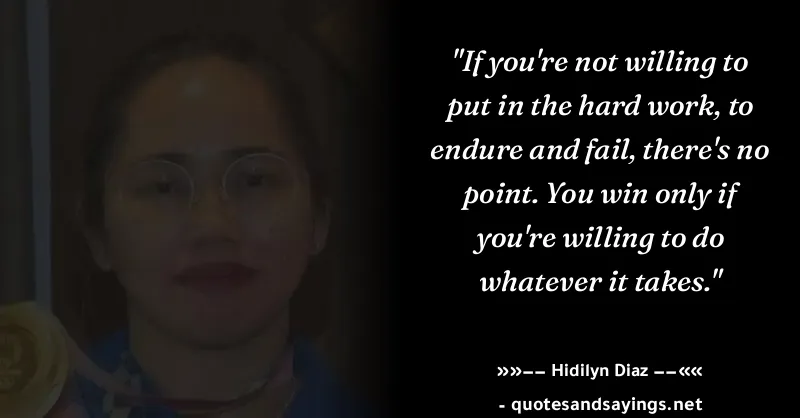 "If you're not willing to
put in the hard work, to
endure and fail, there's no
point. You win only if
you're willing to do
whatever it takes."
»»–– Hidilyn Diaz ––««
- quotesandsayings.net